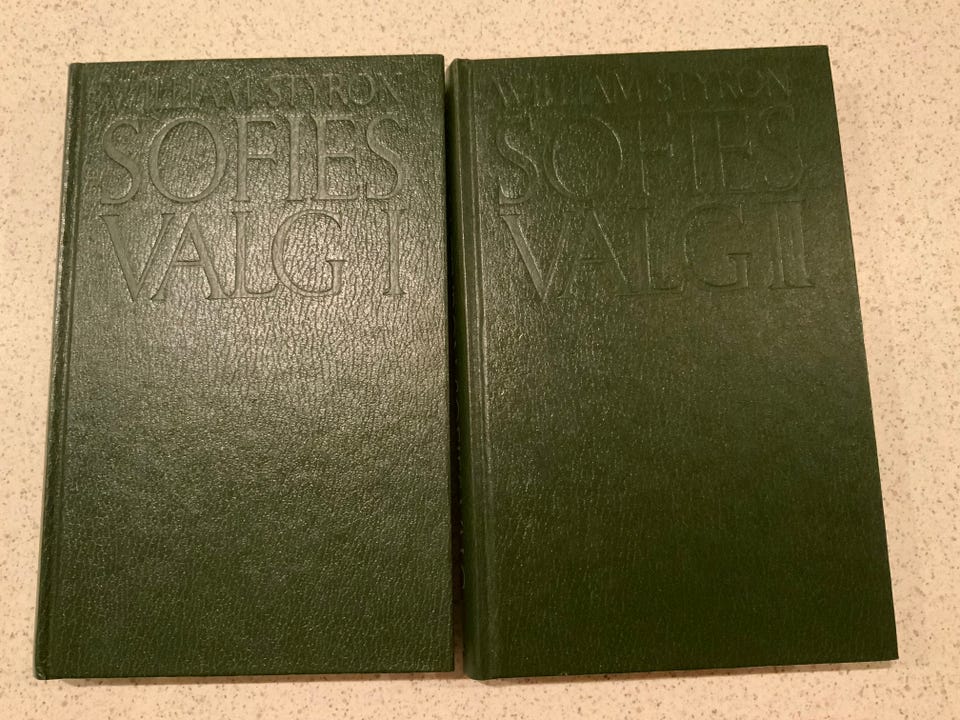 WILLIAM STYRON
SOFIES
VALG I
WILLIAM STYRON
SOFIES
VALG II